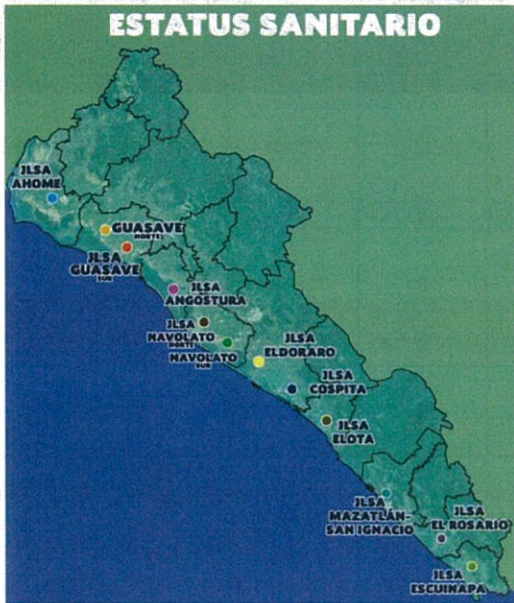 ESTATUS SANITARIO
JLSA
AHOME
GUASAVE
NORTE
JLSA
GUASAVE
SUR
JLSA
ANGOSTURA
JLSA
NAVOLATO
NORTE
NAVOLATO
SUR
JLSA
ELDORARO
JLSA
COSPITA
JLSA
ELOTA
JLSA
MAZATLÁN-
SAN IGNACIO
JLSA
EL ROSARIO
JLSA
ESCUINAPA